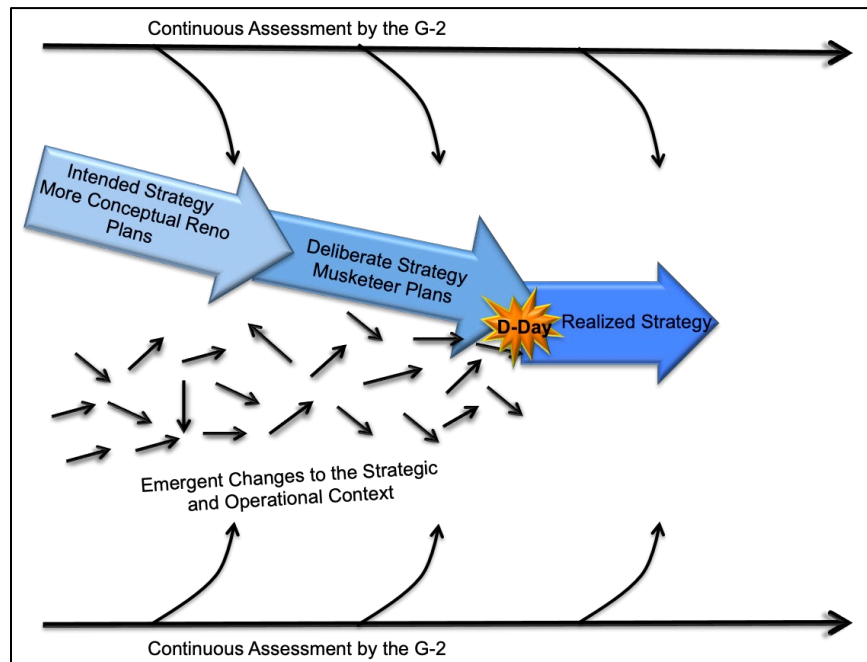 Continuous Assessment by the G-2
Intended Strategy
More Conceptual Reno
Plans
Deliberate Strategy
Musketeer Plans
D-Day
Realized Strategy
Emergent Changes to the Strategic
and Operational Context
Continuous Assessment by the G-2